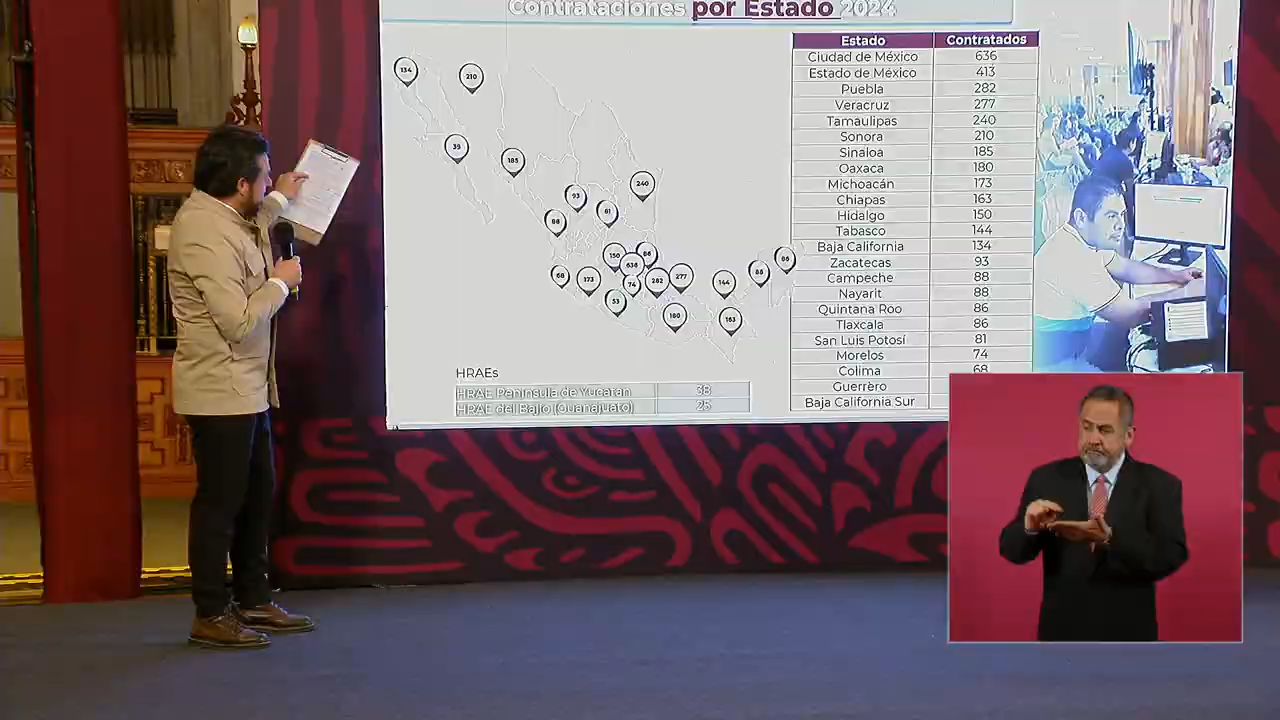 Contrataciones por Estado 2024
Estado Contratados
Ciudad de México 636
Estado de México 413
Puebla 282
Veracruz 277
Tamaulipas 240
Sonora 210
Sinaloa 185
Oaxaca 180
Michoacán 173
Chiapas 163
Hidalgo 150
Tabasco 144
Baja California 134
Zacatecas 93
Campeche 88
Nayarit 88
Quintana Roo 86
Tlaxcala 86
San Luis Potosí 81
Morelos 74
Colima 68
Guerrero
Baja California Sur
134
210
39
185
93
240
81
88
150
86
636
68
173
74
282
277
144
88
86
53
180
163
HRAEs
HRAE Península de Yucatán 38
HRAE del Bajío (Guanajuato) 25